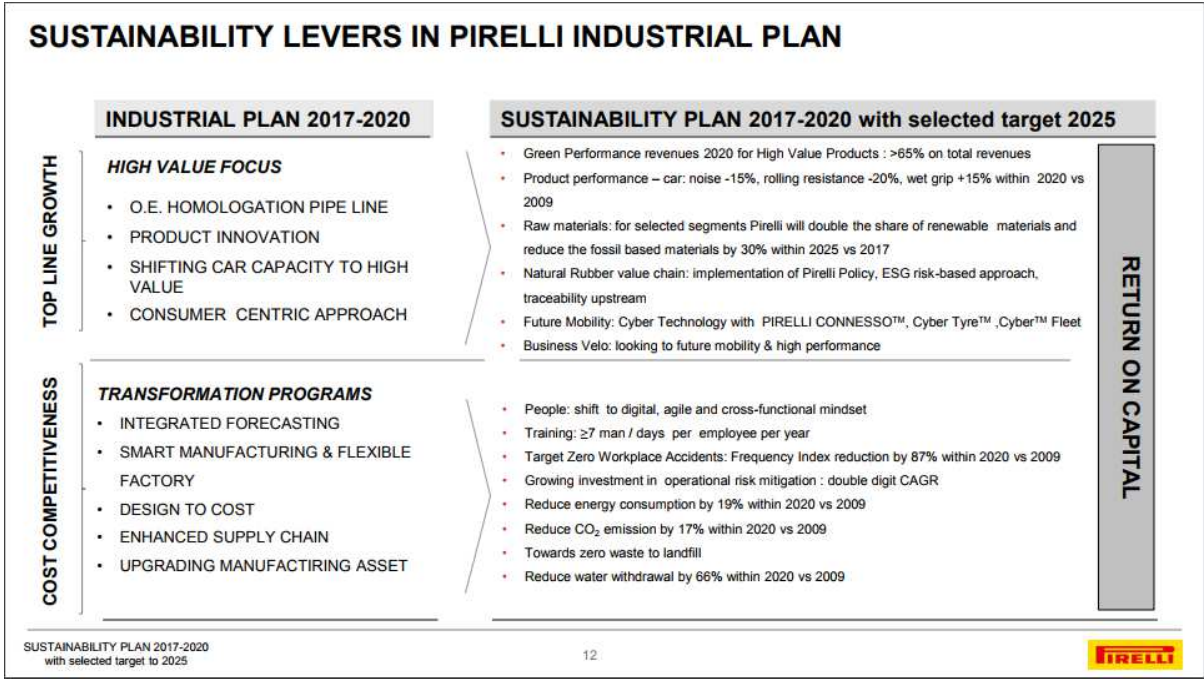 SUSTAINABILITY LEVERS IN PIRELLI INDUSTRIAL PLAN
INDUSTRIAL PLAN 2017-2020
SUSTAINABILITY PLAN 2017-2020 with selected target 2025
TOP LINE GROWTH
HIGH VALUE FOCUS
• O.E. HOMOLOGATION PIPE LINE
• PRODUCT INNOVATION
• SHIFTING CAR CAPACITY TO HIGH
VALUE
• CONSUMER CENTRIC APPROACH
• Green Performance revenues 2020 for High Value Products : >65% on total revenues
• Product performance – car: noise -15%, rolling resistance -20%, wet grip +15% within 2020 vs
2009
• Raw materials: for selected segments Pirelli will double the share of renewable materials and
reduce the fossil based materials by 30% within 2025 vs 2017
• Natural Rubber value chain: implementation of Pirelli Policy, ESG risk-based approach,
traceability upstream
• Future Mobility: Cyber Technology with PIRELLI CONNESSO™, Cyber Tyre™ ,Cyber™ Fleet
• Business Velo: looking to future mobility & high performance
COST COMPETITIVENESS
TRANSFORMATION PROGRAMS
• INTEGRATED FORECASTING
• SMART MANUFACTURING & FLEXIBLE
FACTORY
• DESIGN TO COST
• ENHANCED SUPPLY CHAIN
• UPGRADING MANUFACTIRING ASSET
• People: shift to digital, agile and cross-functional mindset
• Training: ≥7 man / days per employee per year
• Target Zero Workplace Accidents: Frequency Index reduction by 87% within 2020 vs 2009
• Growing investment in operational risk mitigation : double digit CAGR
• Reduce energy consumption by 19% within 2020 vs 2009
• Reduce CO₂ emission by 17% within 2020 vs 2009
• Towards zero waste to landfill
• Reduce water withdrawal by 66% within 2020 vs 2009
RETURN ON CAPITAL
SUSTAINABILITY PLAN 2017-2020
with selected target to 2025
12
PIRELLI